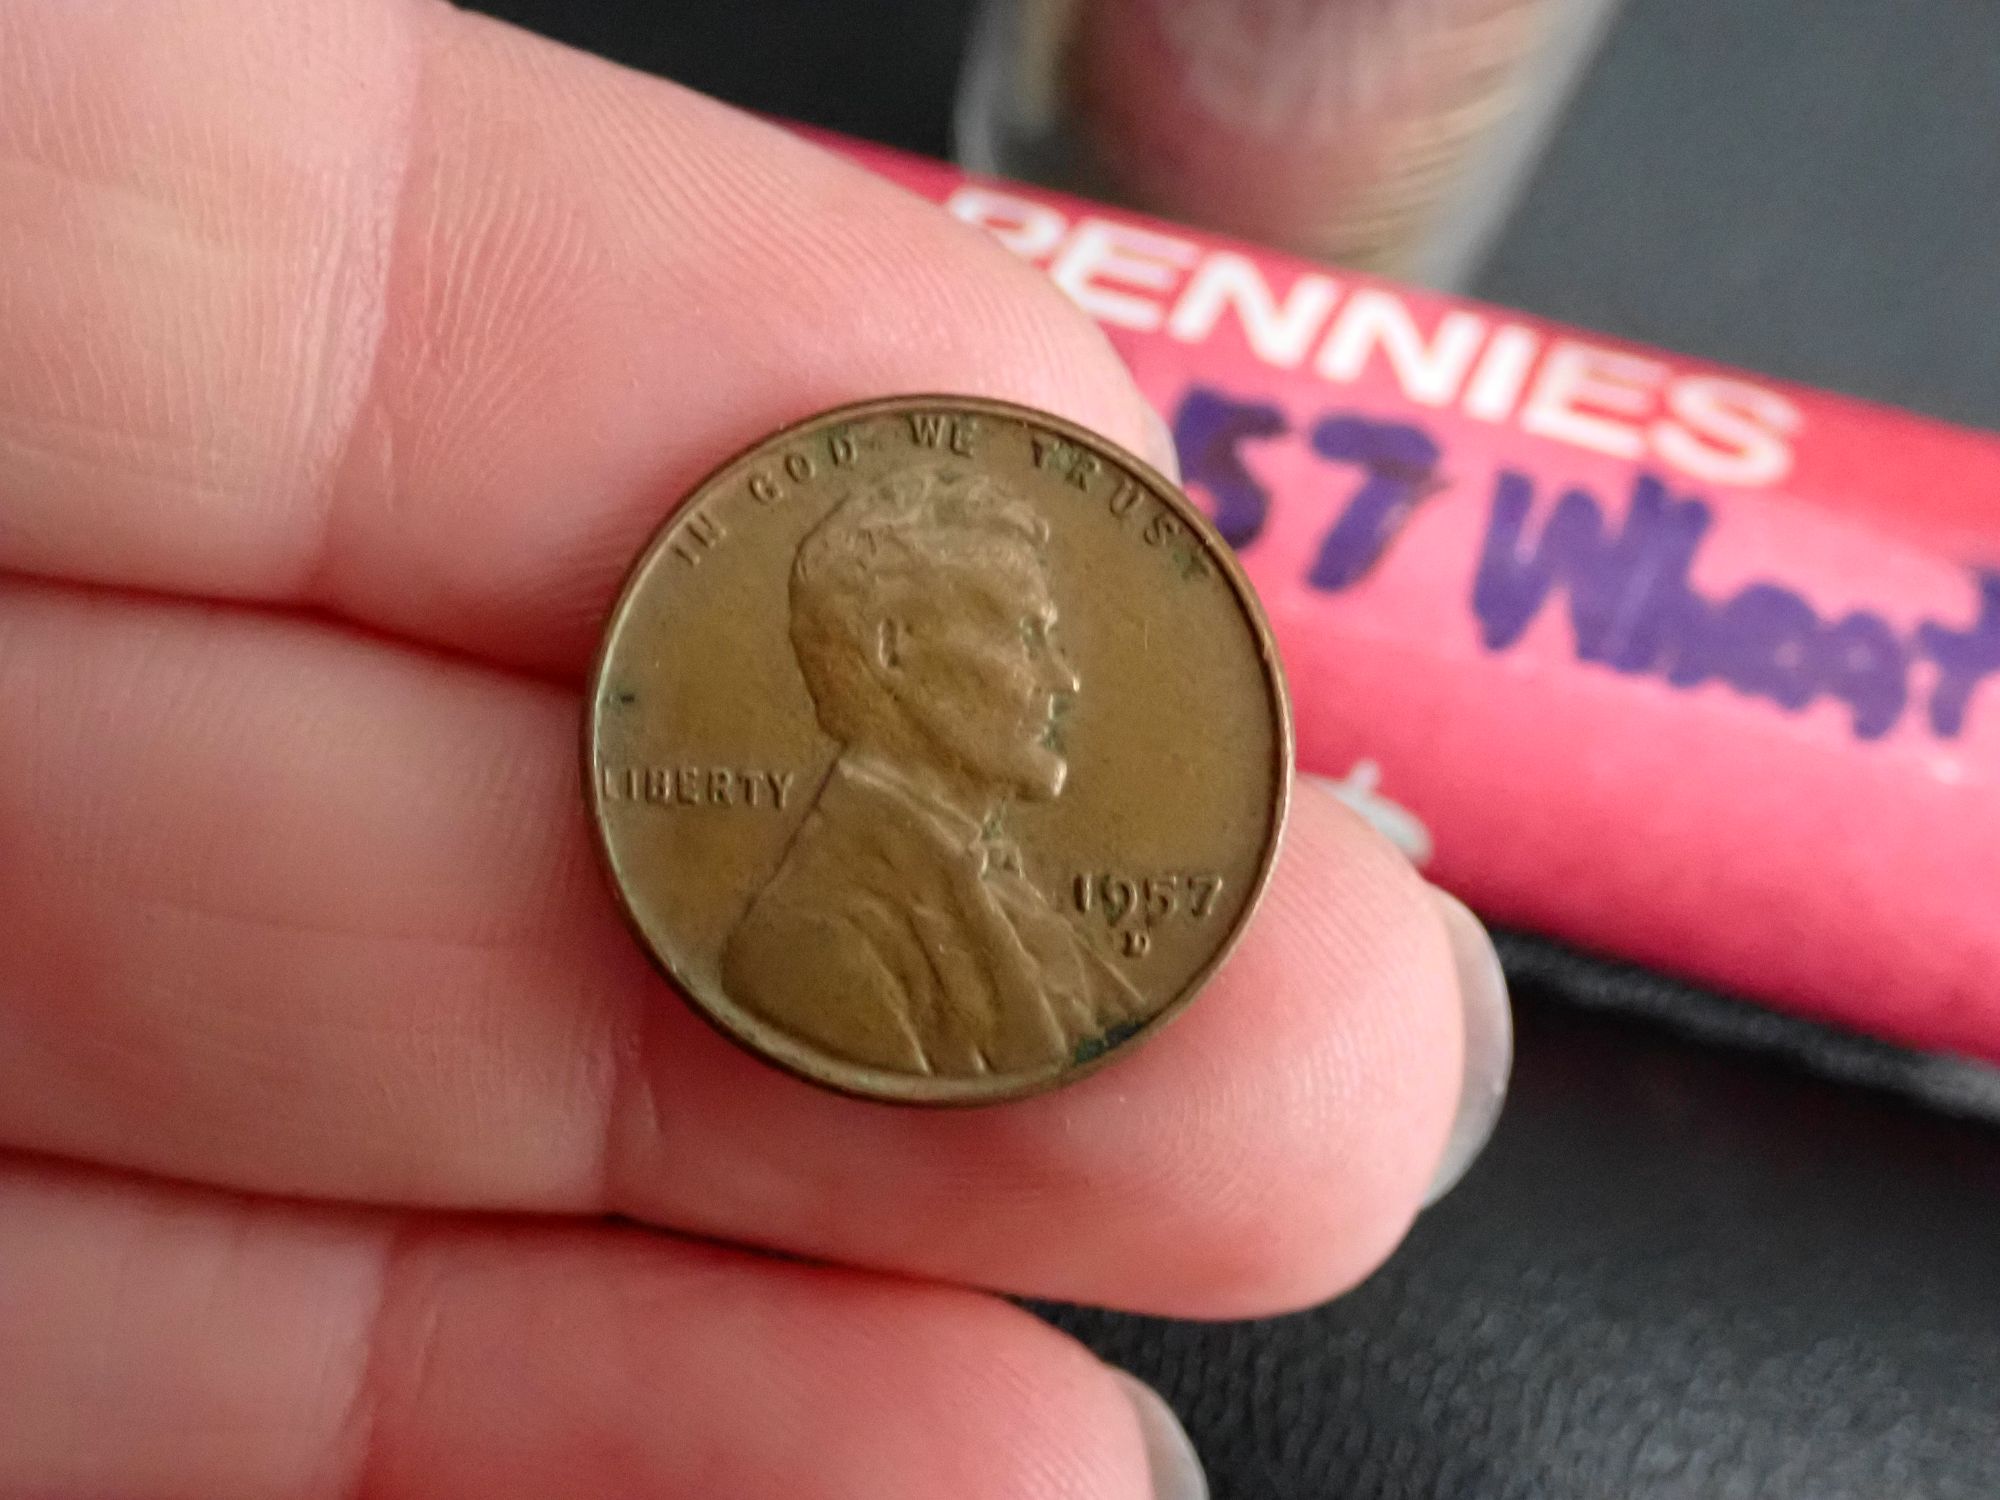 IN GOD WE TRUST
LIBERTY
1957
D
PENNIES
57 Wheat